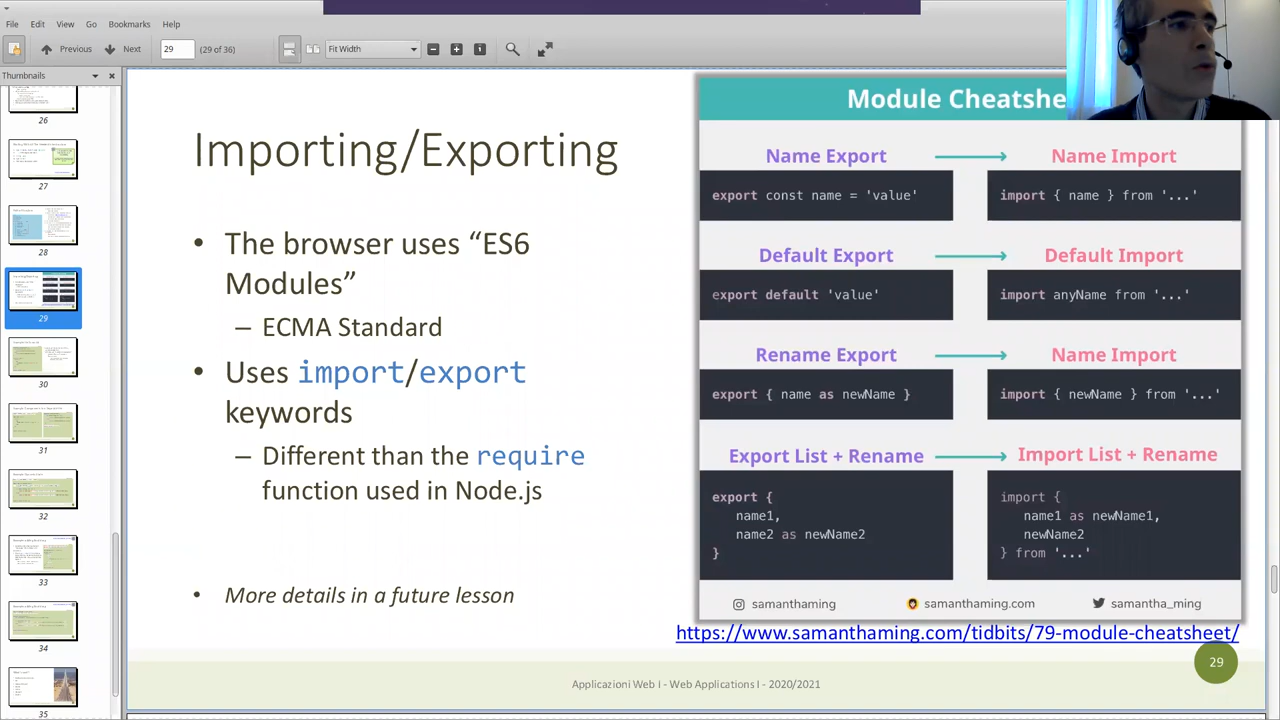 File Edit View Go Bookmarks Help
Previous Next 29 (29 of 36) Fit Width
Thumbnails
26
27
28
29
30
31
32
33
34
35
Importing/Exporting
• The browser uses “ES6
Modules”
– ECMA Standard
• Uses import/export
keywords
– Different than the require
function used in Node.js
• More details in a future lesson
Module Cheatshe
Name Export
Name Import
export const name = 'value'
import { name } from '...'
Default Export
Default Import
export default 'value'
import anyName from '...'
Rename Export
Name Import
export { name as newName }
import { newName } from '...'
Export List + Rename
Import List + Rename
export {
name1,
name2 as newName2
}
import {
name1 as newName1,
newName2
} from '...'
samanthaming
samanthaming.com
samantha_ming
https://www.samanthaming.com/tidbits/79-module-cheatsheet/
29
Applicazioni Web I - Web Applications I - 2020/2021